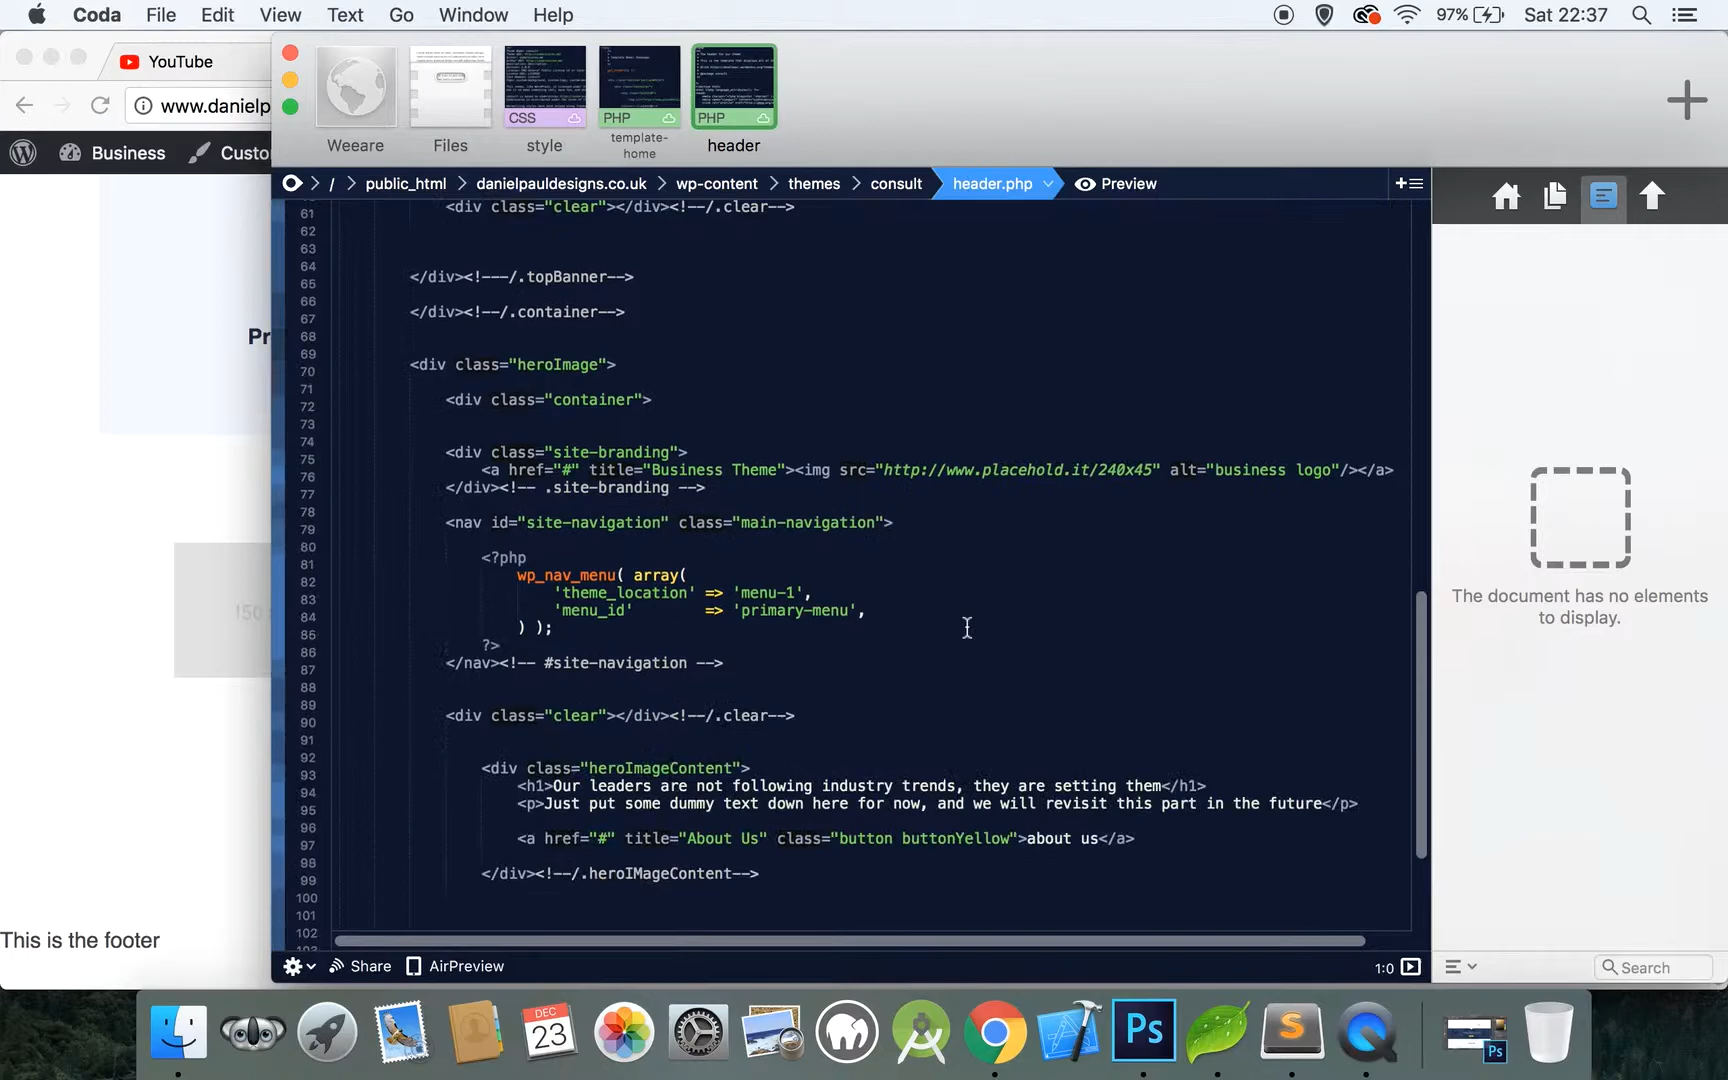 Coda File Edit View Text Go Window Help 97% Sat 22:37
YouTube
www.danielp
Business Custo
CSS PHP PHP
Weeare Files style template-home header
/ public_html danielpauldesigns.co.uk wp-content themes consult header.php Preview
61 <div class="clear"></div><!--/.clear-->
62
63
64
65 </div><!---/.topBanner-->
66
67 </div><!--/.container-->
68
69
70 <div class="heroImage">
71
72 <div class="container">
73
74
75 <div class="site-branding">
76 <a href="#" title="Business Theme"><img src="http://www.placehold.it/240x45" alt="business logo"/></a>
77 </div><!-- .site-branding -->
78
79 <nav id="site-navigation" class="main-navigation">
80
81 <?php
82 wp_nav_menu( array(
83 'theme_location' => 'menu-1',
84 'menu_id' => 'primary-menu',
85 ) );
86 ?>
87 </nav><!-- #site-navigation -->
88
89
90 <div class="clear"></div><!--/.clear-->
91
92
93 <div class="heroImageContent">
94 <h1>Our leaders are not following industry trends, they are setting them</h1>
95 <p>Just put some dummy text down here for now, and we will revisit this part in the future</p>
96
97 <a href="#" title="About Us" class="button buttonYellow">about us</a>
98
99 </div><!--/.heroIMageContent-->
100
101
102
Pr
150
This is the footer
The document has no elements
to display.
Share AirPreview 1:0 Search
DEC
23
Ps
S
Ps